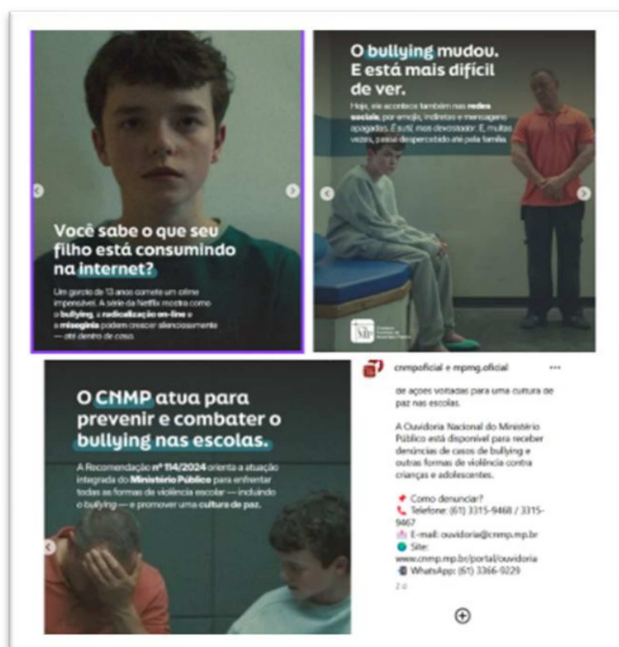 Você sabe o que seu
filho está consumindo
na internet?
Um garoto de 13 anos comete um crime
impensável. A série da Netflix mostra como
o bullying, a radicalização on-line e
a misoginia podem crescer silenciosamente
— até dentro de casa.
O bullying mudou.
E está mais difícil
de ver.
Hoje, ele acontece também nas redes
sociais, por emojis, indiretas e mensagens
apagadas. É sutil, mas devastador. E, muitas
vezes, passa despercebido até pela família.
O CNMP atua para
prevenir e combater o
bullying nas escolas.
A Recomendação nº 114/2024 orienta a atuação
integrada do Ministério Público para enfrentar
todas as formas de violência escolar — incluindo
o bullying — e promover uma cultura de paz.
cnmpoficial e mpmg.oficial
de ações voltadas para uma cultura de
paz nas escolas.
A Ouvidoria Nacional do Ministério
Público está disponível para receber
denúncias de casos de bullying e
outras formas de violência contra
crianças e adolescentes.
Como denunciar?
Telefone: (61) 3315-9468 / 3315-
9467
E-mail: ouvidoria@cnmp.mp.br
Site:
www.cnmp.mp.br/portal/ouvidoria
WhatsApp: (61) 3366-9229
2 d